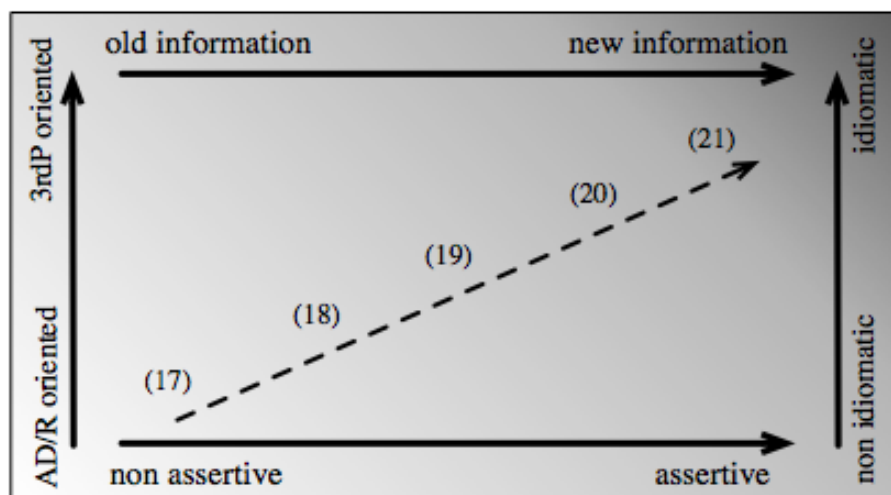 old information
new information
3rdP oriented
idiomatic
(21)
(20)
(19)
(18)
(17)
AD/R oriented
non idiomatic
non assertive
assertive